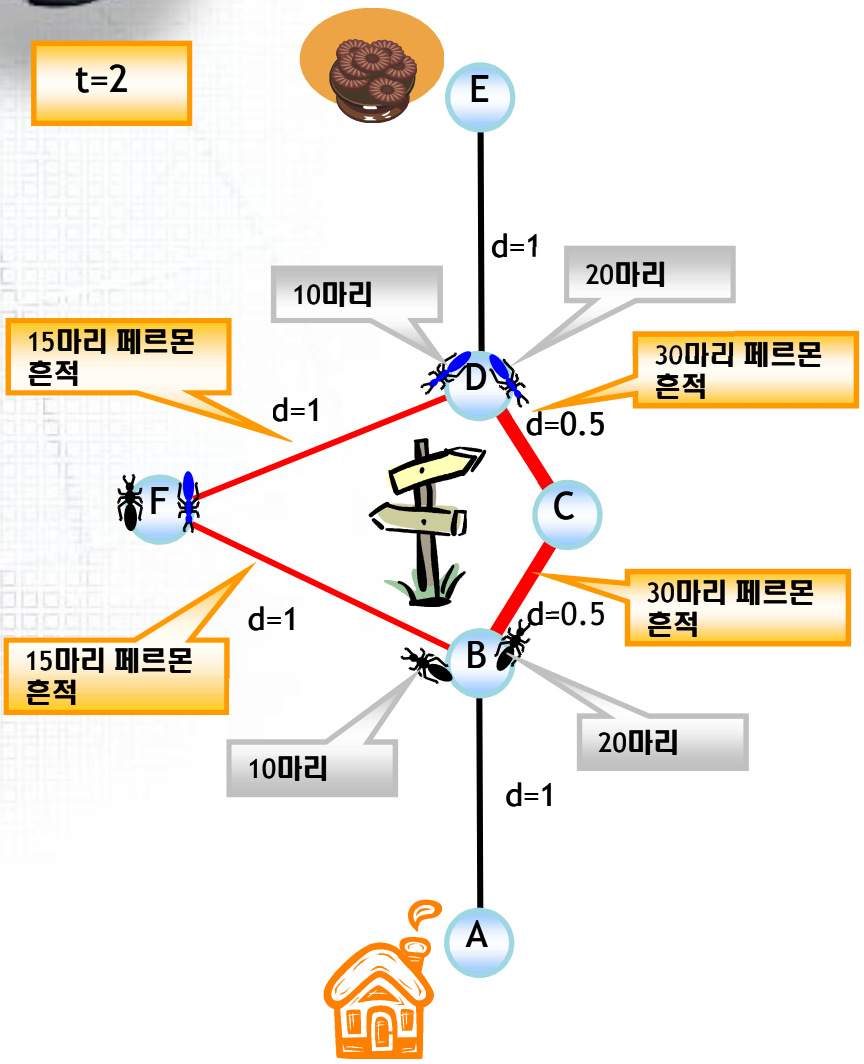 t=2
E
d=1
10마리
20마리
15마리 페르몬
흔적
D
30마리 페르몬
흔적
d=1
d=0.5
F
C
d=1
d=0.5
30마리 페르몬
흔적
15마리 페르몬
흔적
B
10마리
20마리
d=1
A